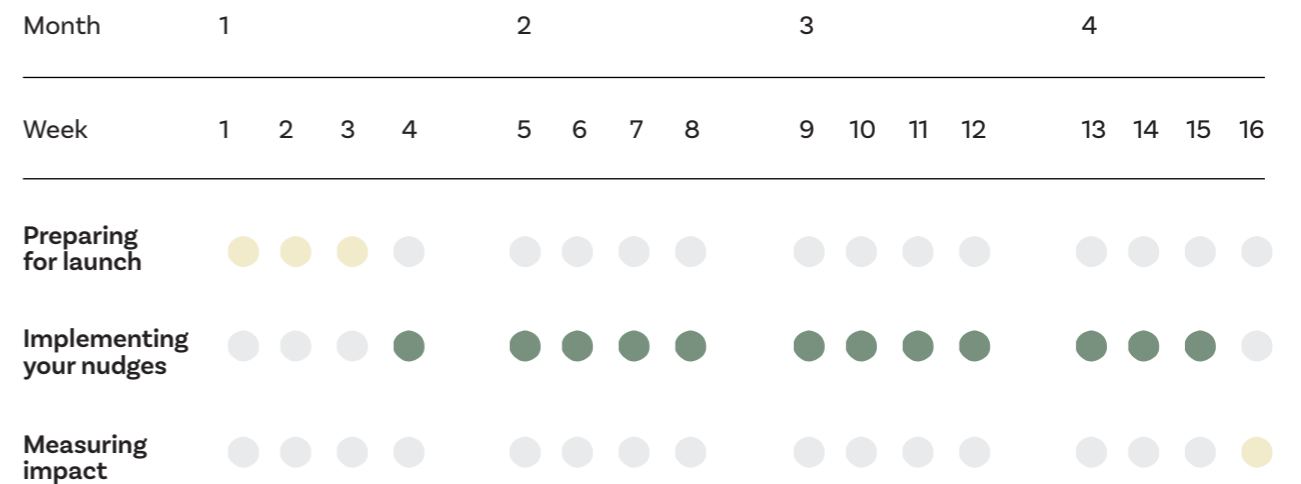 Month 1 2 3 4
Week 1 2 3 4 5 6 7 8 9 10 11 12 13 14 15 16
Preparing
for launch
Implementing
your nudges
Measuring
impact